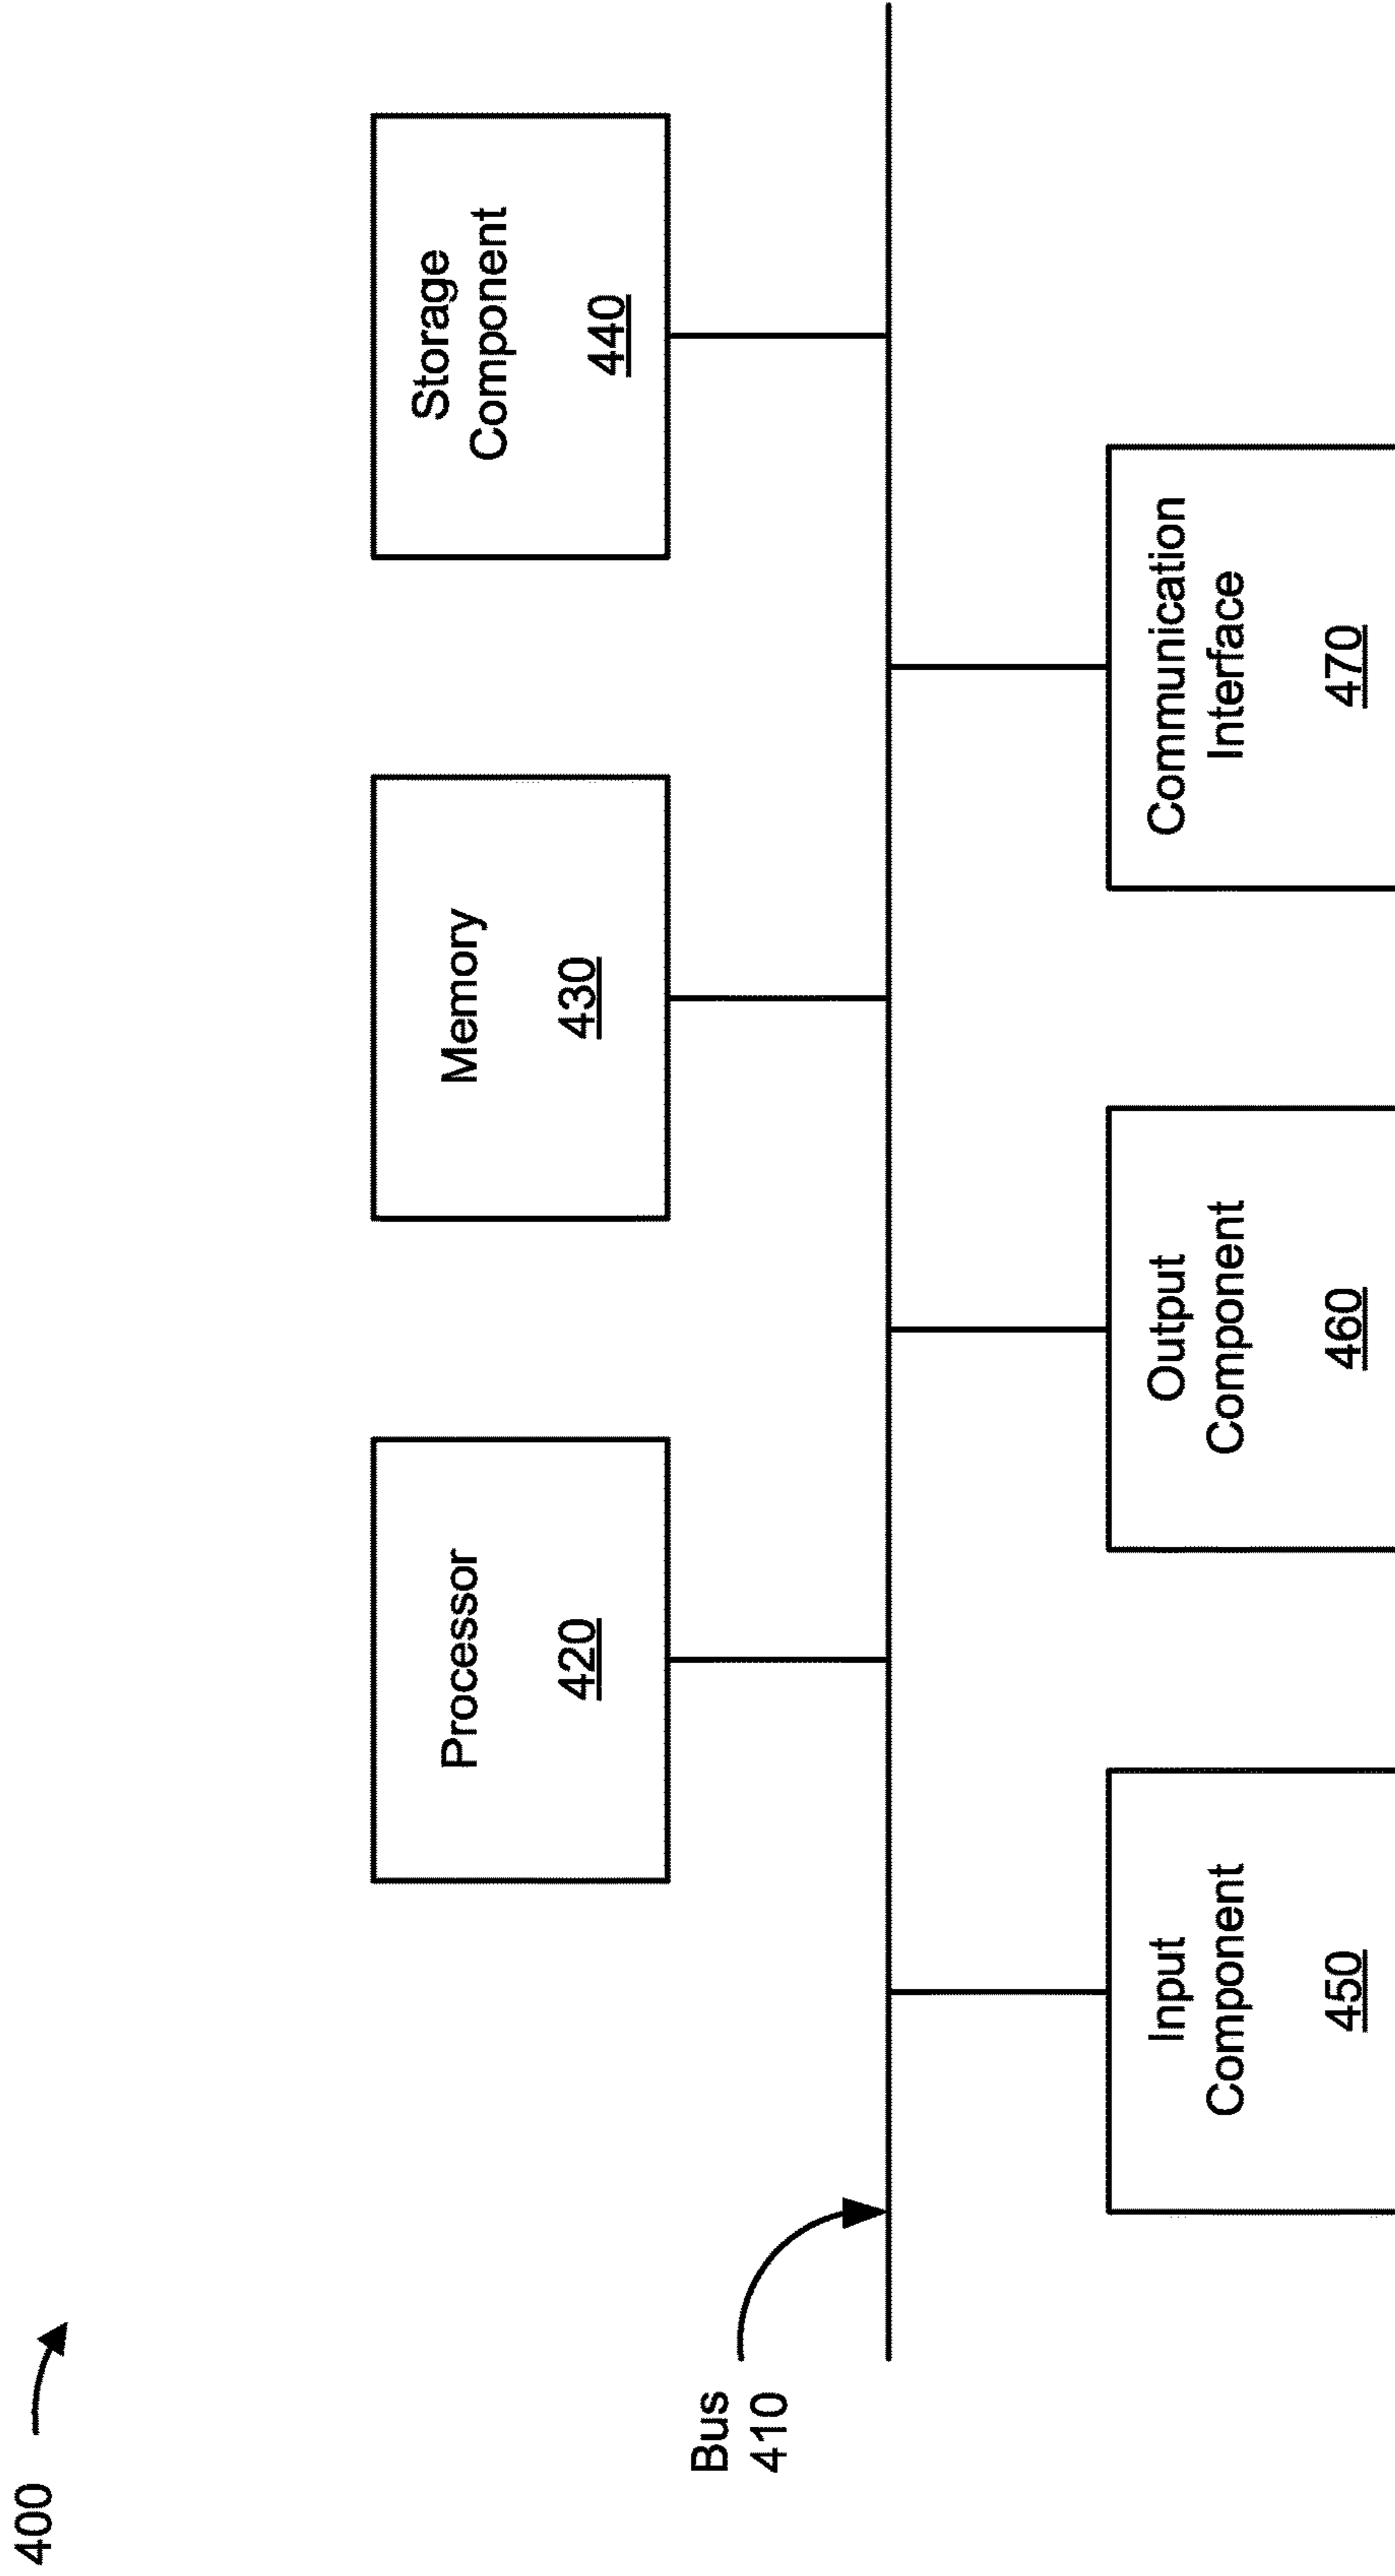 400
Bus
410
Processor
420
Memory
430
Storage
Component
440
Input
Component
450
Output
Component
460
Communication
Interface
470